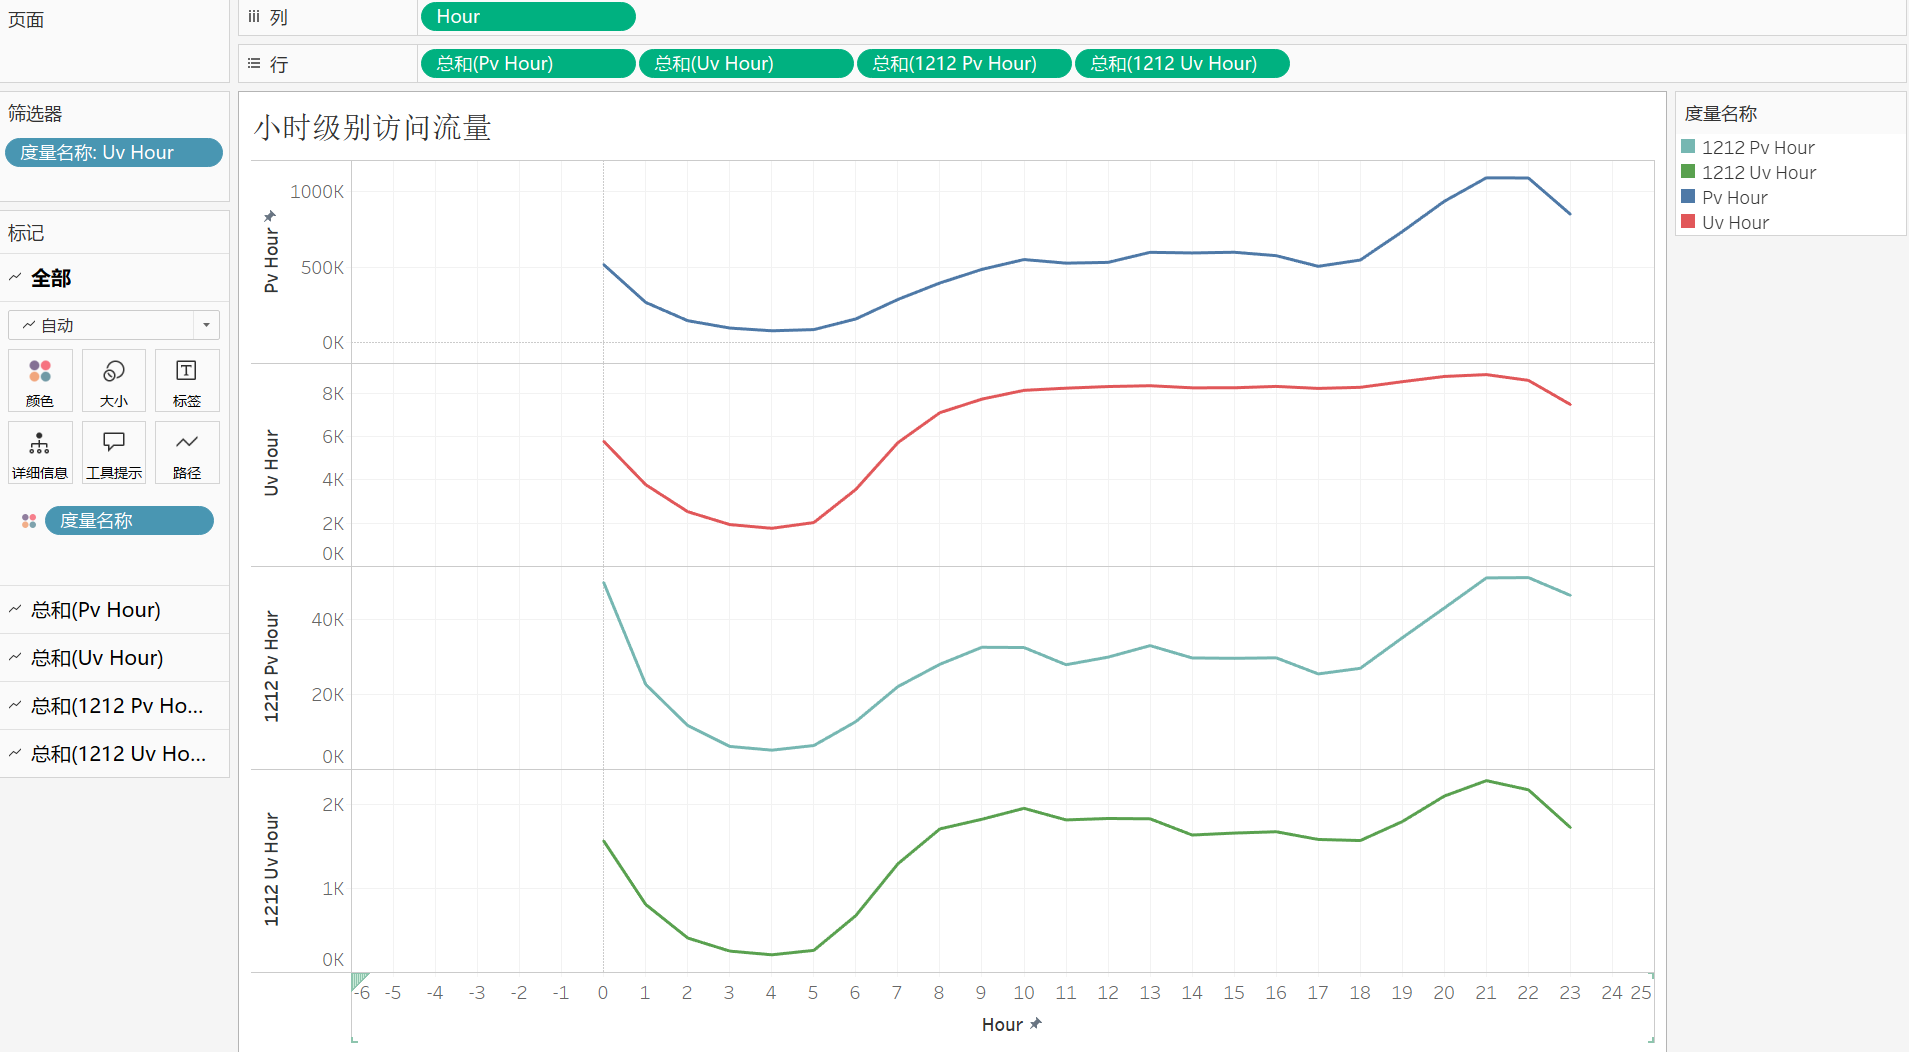 页面
列
Hour
行
总和(Pv Hour)
总和(Uv Hour)
总和(1212 Pv Hour)
总和(1212 Uv Hour)
筛选器
度量名称: Uv Hour
标记
全部
自动
颜色
大小
标签
详细信息
工具提示
路径
度量名称
总和(Pv Hour)
总和(Uv Hour)
总和(1212 Pv Ho...
总和(1212 Uv Ho...
小时级别访问流量
Pv Hour
1000K
500K
0K
Uv Hour
8K
6K
4K
2K
0K
1212 Pv Hour
40K
20K
0K
1212 Uv Hour
2K
1K
0K
-6 -5 -4 -3 -2 -1 0 1 2 3 4 5 6 7 8 9 10 11 12 13 14 15 16 17 18 19 20 21 22 23 24 25
Hour
度量名称
1212 Pv Hour
1212 Uv Hour
Pv Hour
Uv Hour